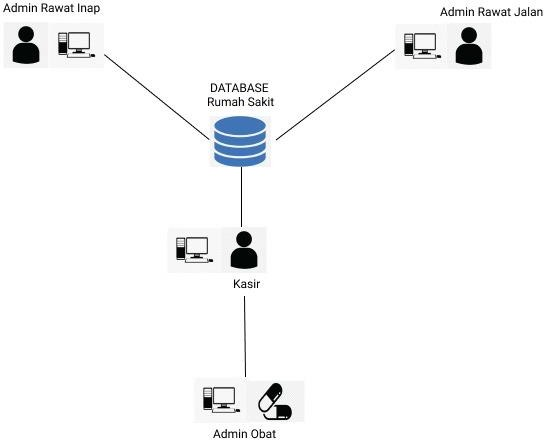 Admin Rawat Inap
Admin Rawat Jalan
DATABASE
Rumah Sakit
Kasir
Admin Obat